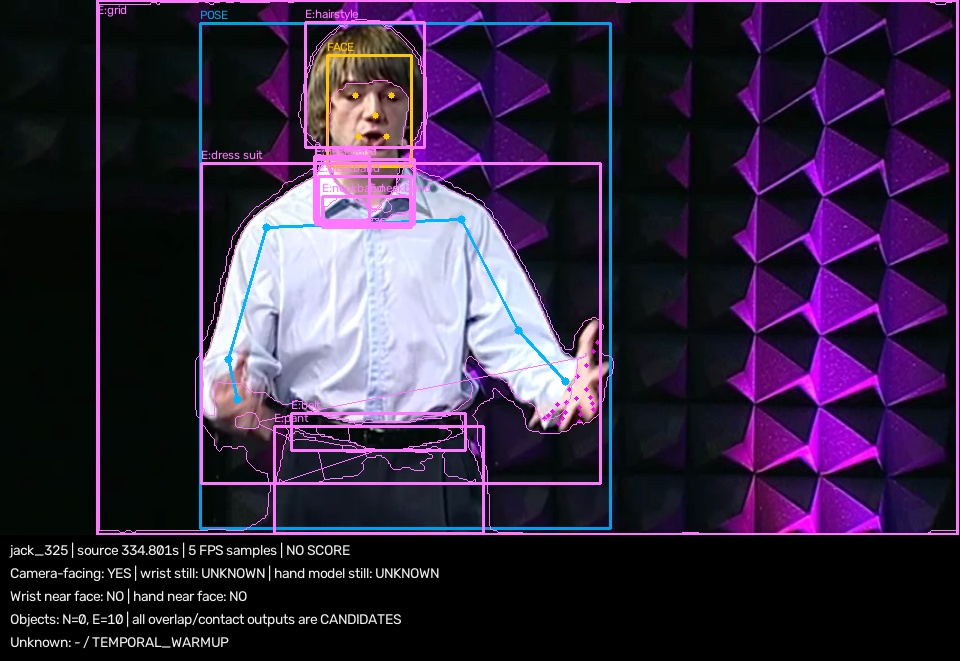 E:grid
POSE
E:hairstyle
FACE
E:dress suit
E:belt
E:pant
jack_325 | source 334.801s | 5 FPS samples | NO SCORE
Camera-facing: YES | wrist still: UNKNOWN | hand model still: UNKNOWN
Wrist near face: NO | hand near face: NO
Objects: N=0, E=10 | all overlap/contact outputs are CANDIDATES
Unknown: - / TEMPORAL_WARMUP